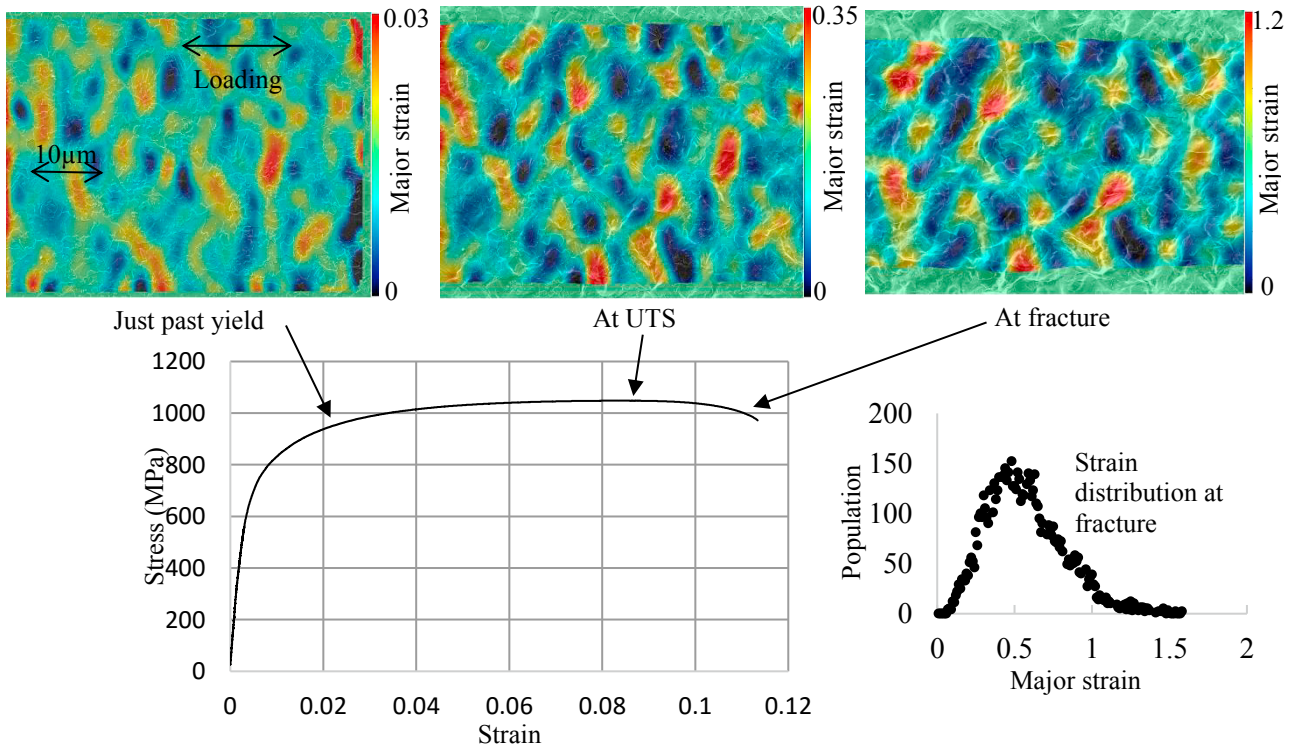 0.03
Loading
10µm
Major strain
0
0.35
Major strain
0
1.2
Major strain
0
Just past yield
At UTS
At fracture
1200
1000
800
600
400
200
0
Stress (MPa)
0
0.02
0.04
0.06
0.08
0.1
0.12
Strain
200
150
100
50
0
Population
Strain
distribution at
fracture
0
0.5
1
1.5
2
Major strain